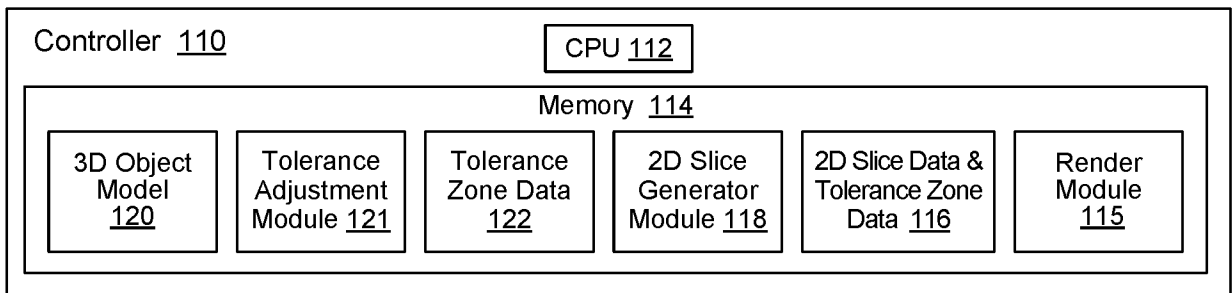 Controller 110
CPU 112
Memory 114
3D Object
Model
120
Tolerance
Adjustment
Module 121
Tolerance
Zone Data
122
2D Slice
Generator
Module 118
2D Slice Data &
Tolerance Zone
Data 116
Render
Module
115